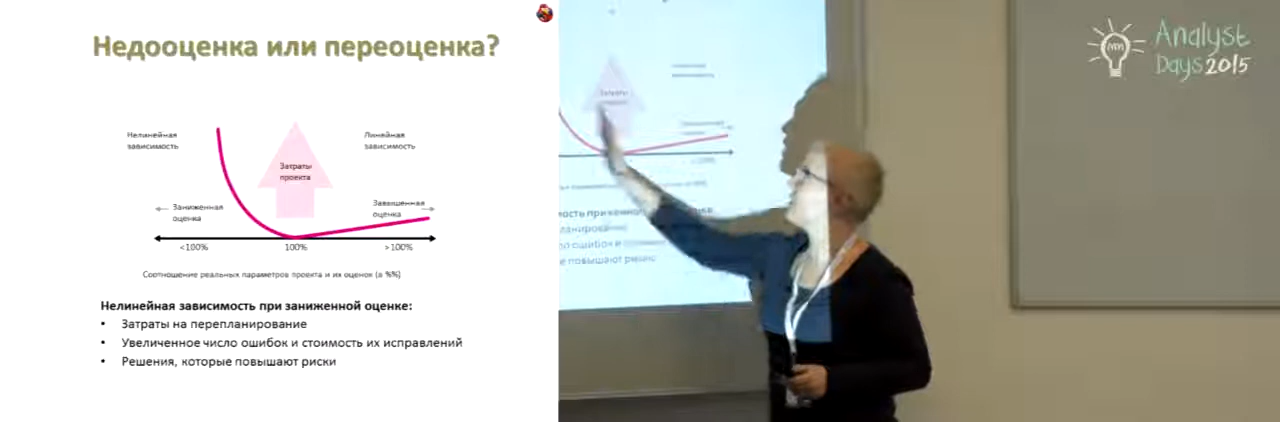 Недооценка или переоценка?
Нелинейная
зависимость
Линейная
зависимость
Затраты
проекта
Заниженная
оценка
Завышенная
оценка
<100%
100%
>100%
Соотношение реальных параметров проекта и их оценок (в %%)
Нелинейная зависимость при заниженной оценке:
• Затраты на перепланирование
• Увеличенное число ошибок и стоимость их исправлений
• Решения, которые повышают риски
Затраты
Analyst
Days 2015